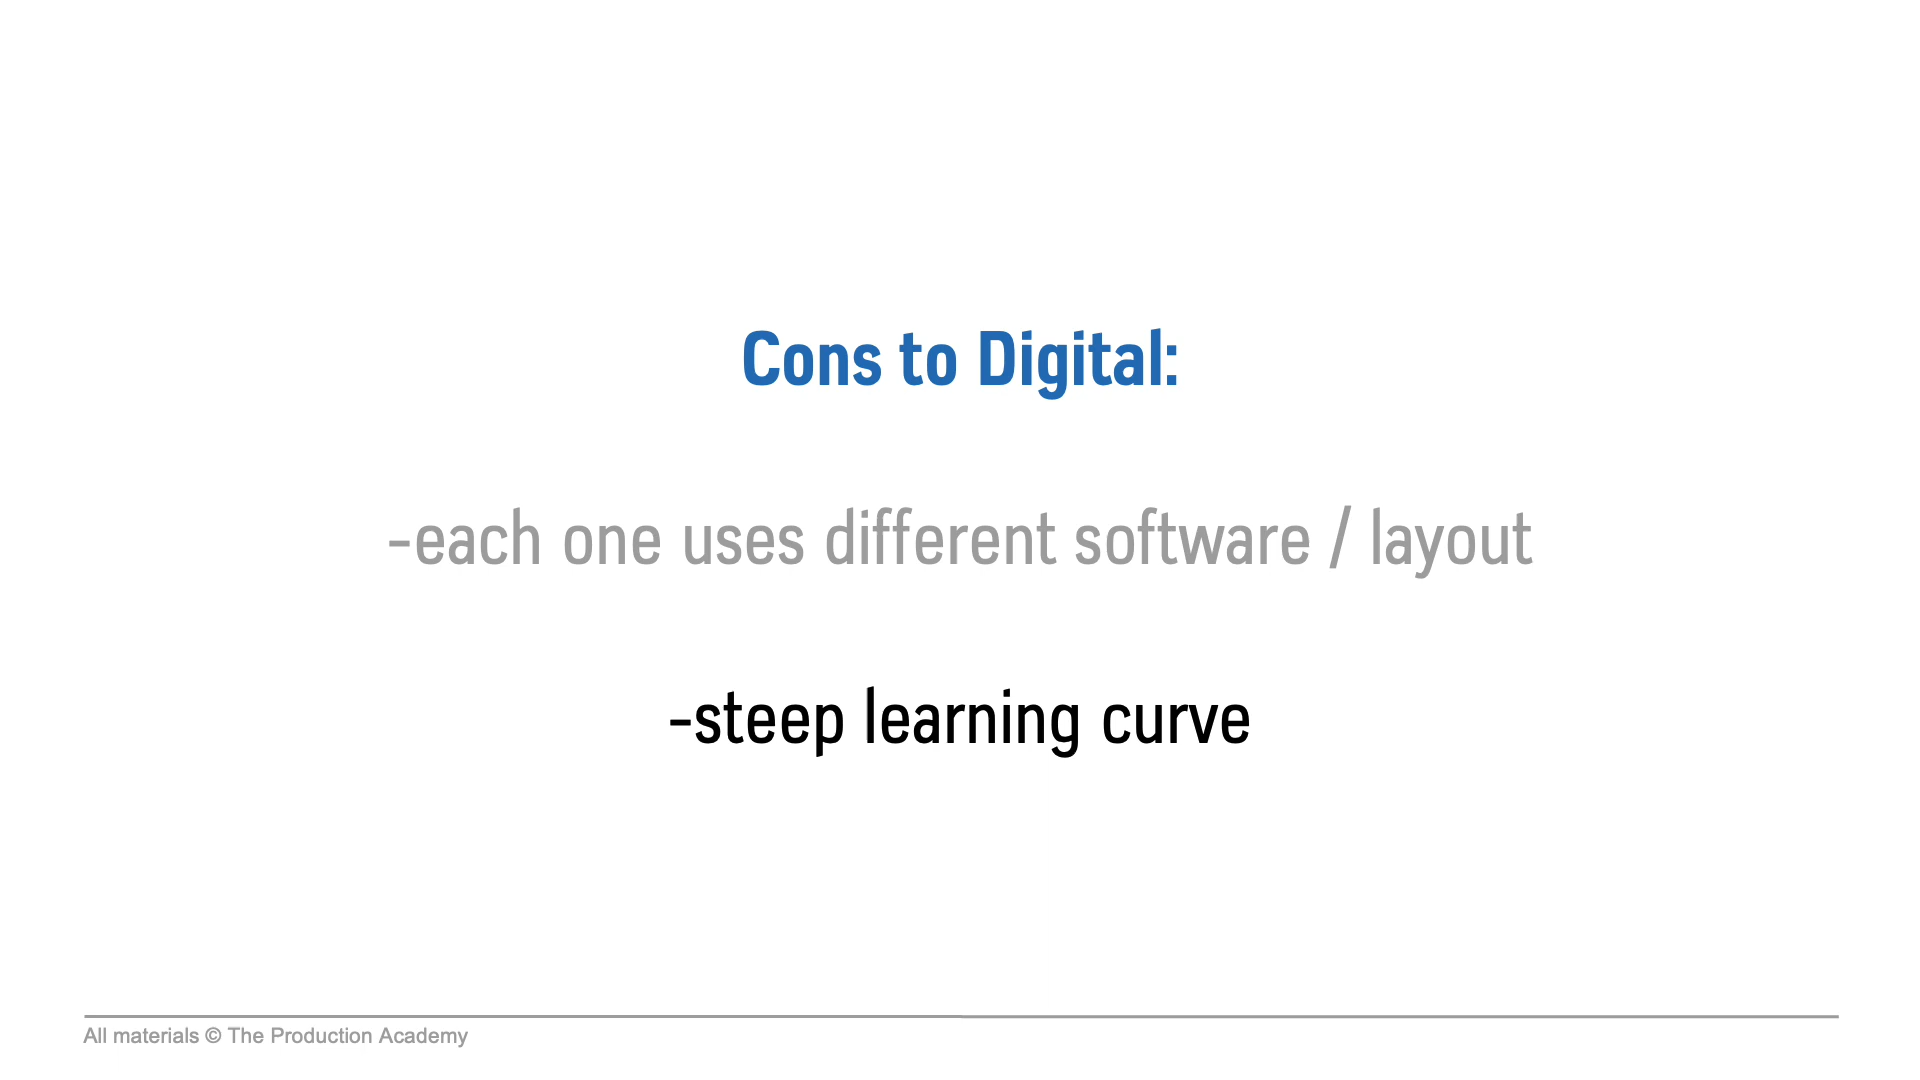 Cons to Digital:
-each one uses different software / layout
-steep learning curve
All materials © The Production Academy